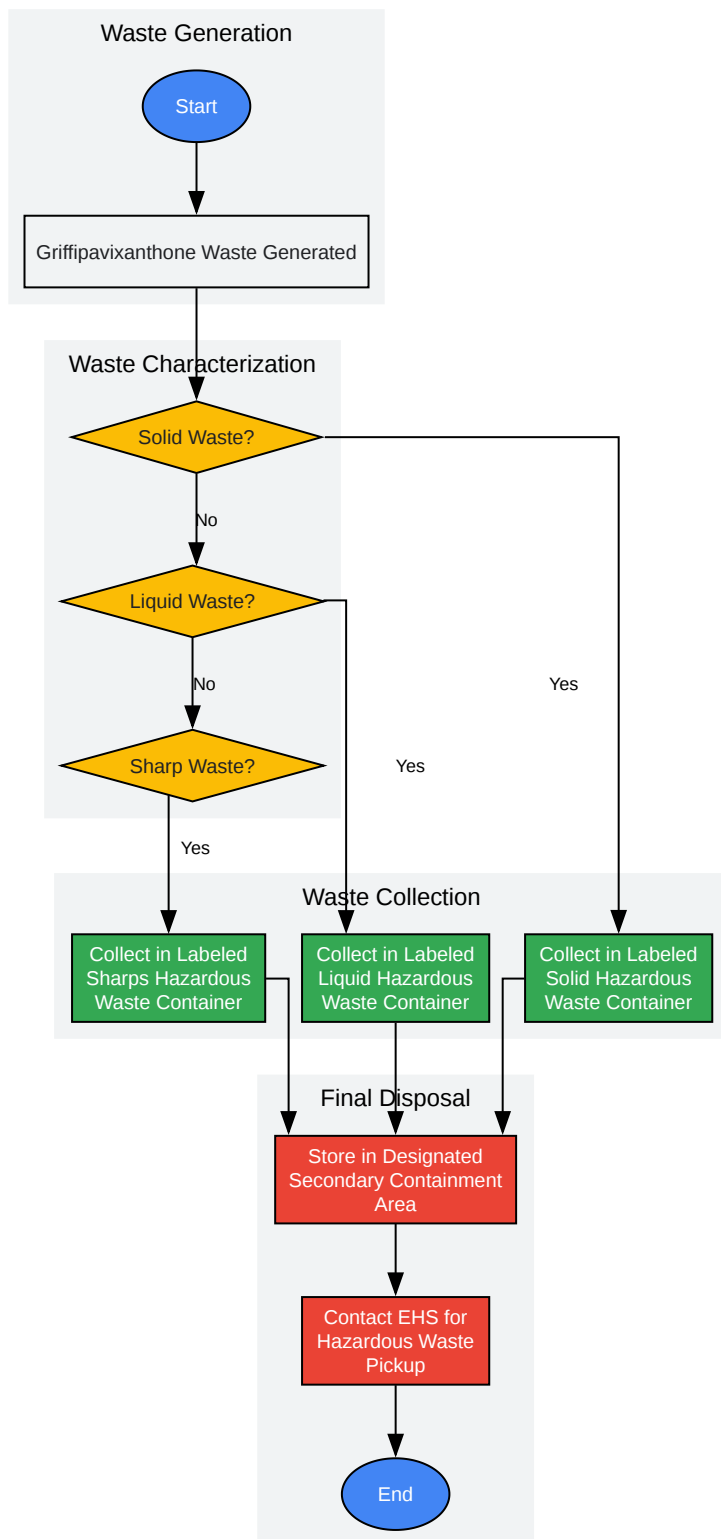 Waste Generation
Start
Griffipavixanthone Waste Generated
Waste Characterization
Solid Waste?
No
Liquid Waste?
No
Yes
Sharp Waste?
Yes
Yes
Waste Collection
Collect in Labeled
Sharps Hazardous
Waste Container
Collect in Labeled
Liquid Hazardous
Waste Container
Collect in Labeled
Solid Hazardous
Waste Container
Final Disposal
Store in Designated
Secondary Containment
Area
Contact EHS for
Hazardous Waste
Pickup
End